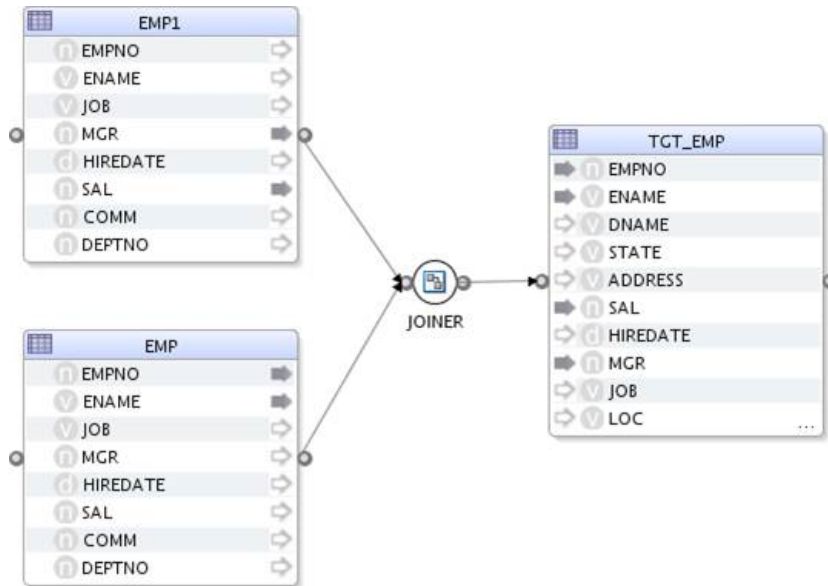 EMP1
n EMPNO
v ENAME
v JOB
n MGR
d HIREDATE
n SAL
n COMM
n DEPTNO
EMP
n EMPNO
v ENAME
v JOB
n MGR
d HIREDATE
n SAL
n COMM
n DEPTNO
JOINER
TGT_EMP
n EMPNO
v ENAME
v DNAME
v STATE
v ADDRESS
n SAL
d HIREDATE
n MGR
v JOB
v LOC
...